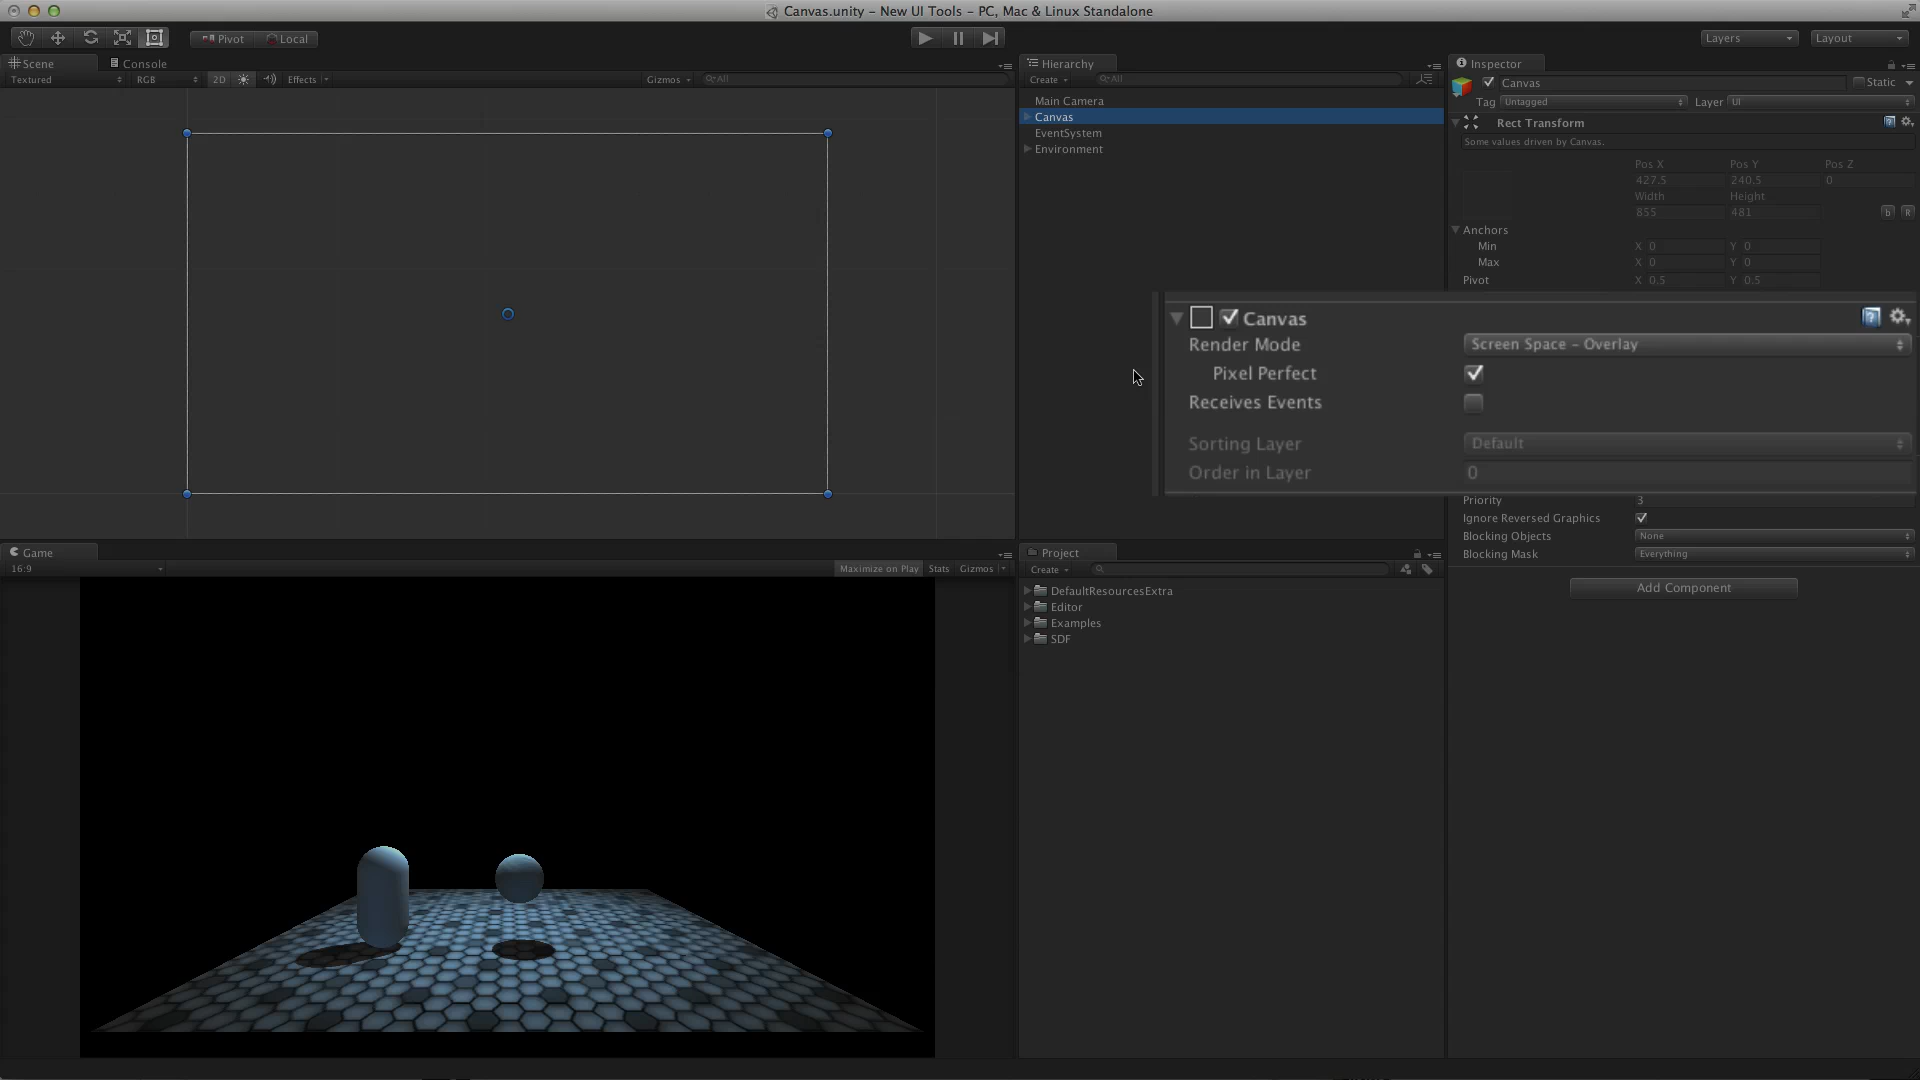 Canvas.unity - New UI Tools - PC, Mac & Linux Standalone
Pivot
Local
Layers
Layout
Scene
Console
Textured
RGB
2D
Effects
Gizmos
All
Hierarchy
Create
All
Main Camera
Canvas
EventSystem
Environment
Inspector
Canvas
Static
Tag
Untagged
Layer
UI
Rect Transform
Some values driven by Canvas.
Pos X
Pos Y
Pos Z
427.5
240.5
0
Width
Height
855
481
b
R
Anchors
Min
X 0
Y 0
Max
X 0
Y 0
Pivot
X 0.5
Y 0.5
Canvas
Render Mode
Screen Space - Overlay
Pixel Perfect
Receives Events
Sorting Layer
Default
Order in Layer
0
Priority
3
Ignore Reversed Graphics
Blocking Objects
None
Blocking Mask
Everything
Add Component
Game
16:9
Maximize on Play
Stats
Gizmos
Project
Create
DefaultResourcesExtra
Editor
Examples
SDF